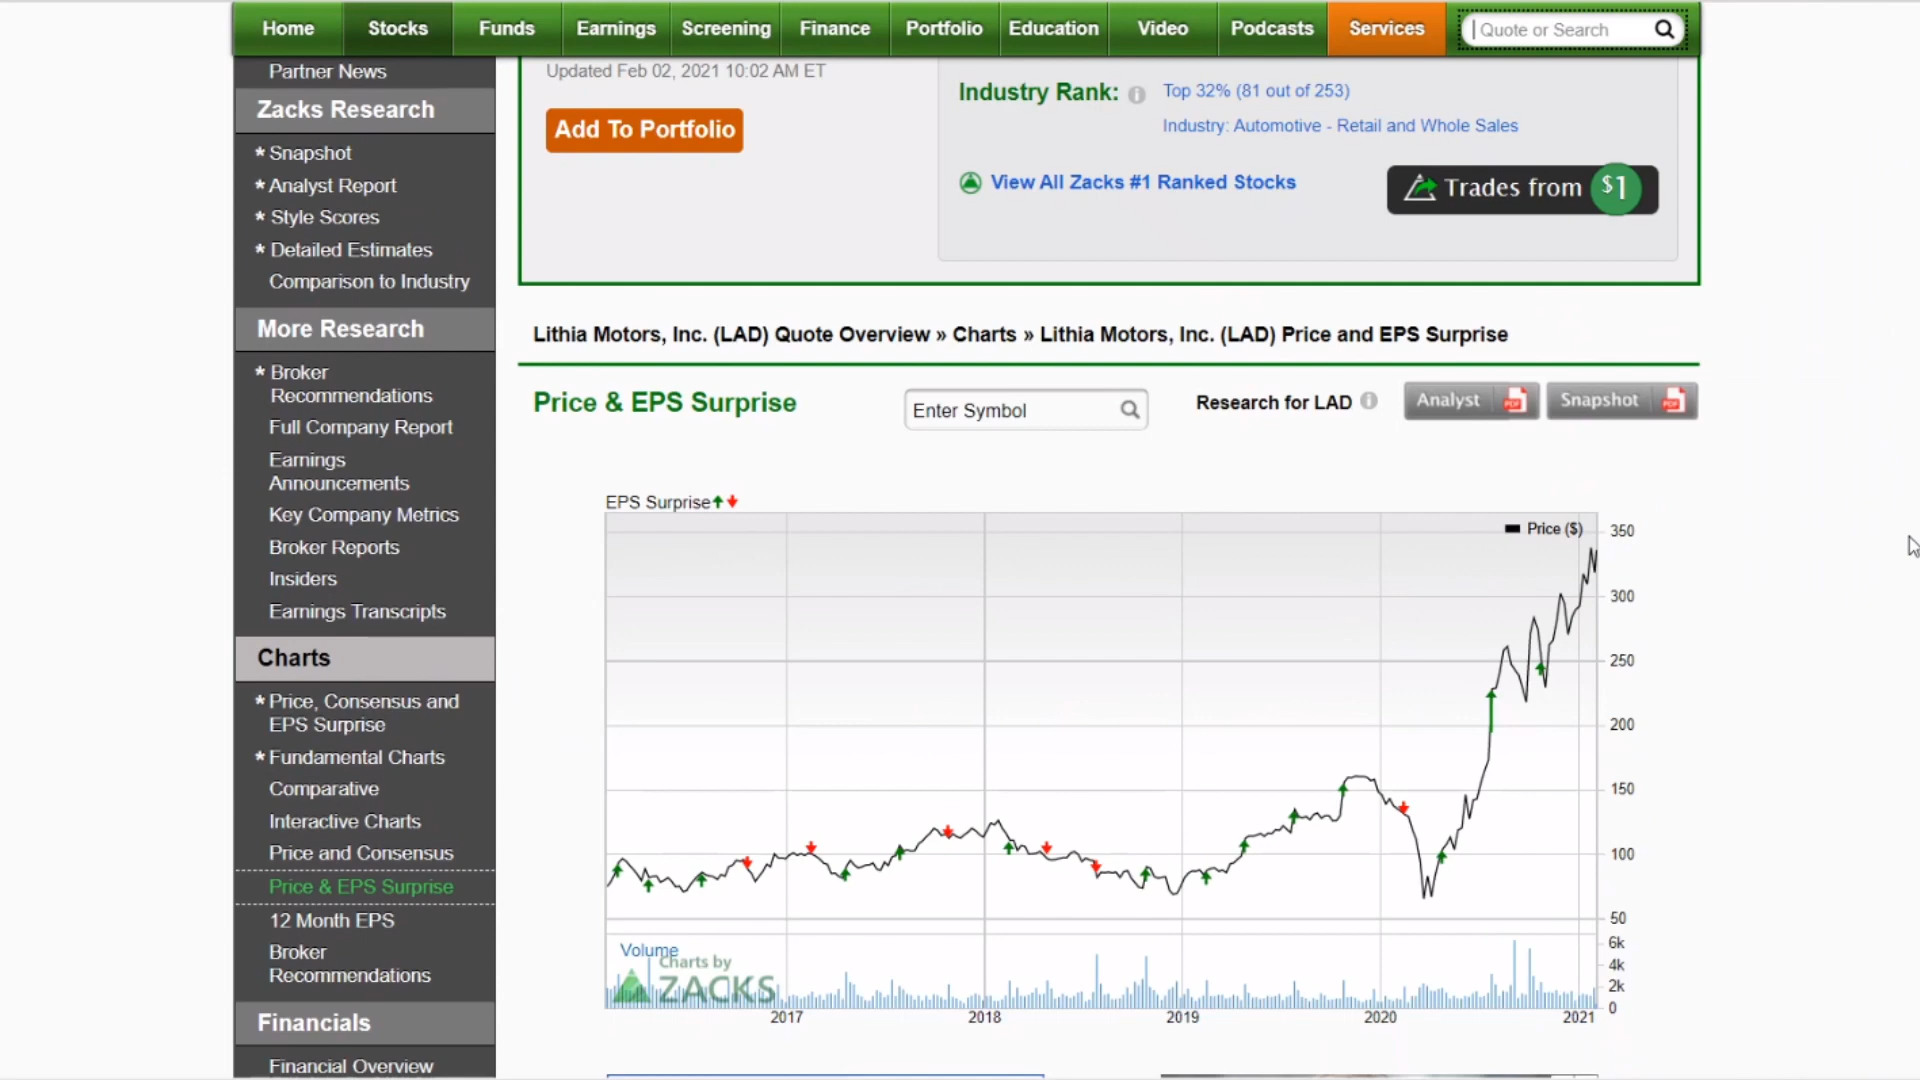 Home Stocks Funds Earnings Screening Finance Portfolio Education Video Podcasts Services Quote or Search
Partner News
Zacks Research
* Snapshot
* Analyst Report
* Style Scores
* Detailed Estimates
Comparison to Industry
More Research
* Broker
Recommendations
Full Company Report
Earnings
Announcements
Key Company Metrics
Broker Reports
Insiders
Earnings Transcripts
Charts
* Price, Consensus and
EPS Surprise
* Fundamental Charts
Comparative
Interactive Charts
Price and Consensus
Price & EPS Surprise
12 Month EPS
Broker
Recommendations
Financials
Financial Overview
Updated Feb 02, 2021 10:02 AM ET
Add To Portfolio
Industry Rank: i Top 32% (81 out of 253)
Industry: Automotive - Retail and Whole Sales
View All Zacks #1 Ranked Stocks
Trades from $1
Lithia Motors, Inc. (LAD) Quote Overview » Charts » Lithia Motors, Inc. (LAD) Price and EPS Surprise
Price & EPS Surprise Enter Symbol Research for LAD i Analyst PDF Snapshot PDF
EPS Surprise
Price ($)
350
300
250
200
150
100
50
Volume
Charts by
ZACKS
6k
4k
2k
0
2017 2018 2019 2020 2021